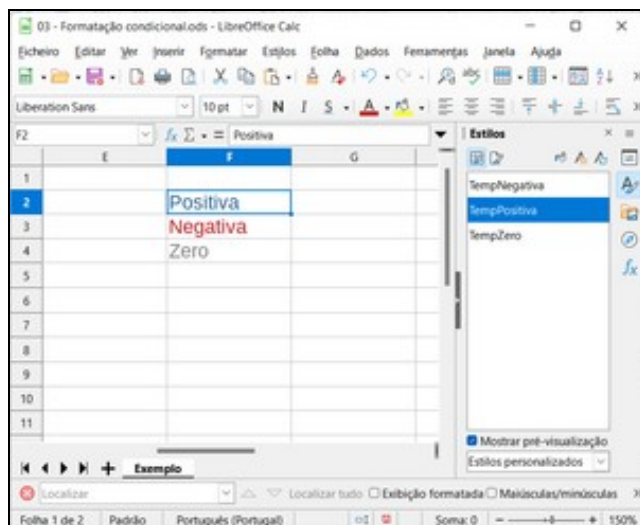 03 - Formatação condicional.ods - LibreOffice Calc
Ficheiro Editar Ver Inserir Formatar Estilos Folha Dados Ferramentas Janela Ajuda
Liberation Sans 10 pt N I S A
F2 fx Σ = Positiva
Estilos
E F G
1
2 Positiva
3 Negativa
4 Zero
5
6
7
8
9
10
11
TempNegativa
TempPositiva
TempZero
Mostrar pré-visualização
Estilos personalizados
Exemplo
Localizar Localizar tudo Exibição formatada Maiúsculas/minúsculas
Folha 1 de 2 Padrão Português (Portugal) Soma: 0 150%